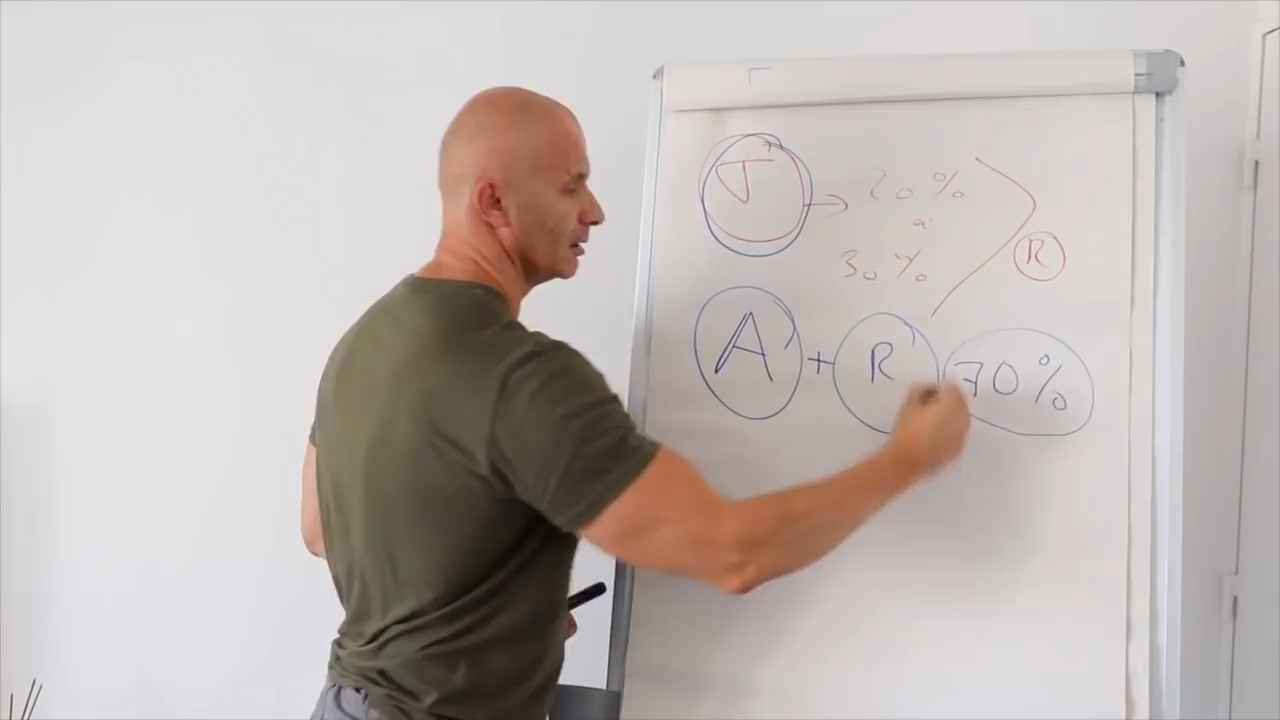 J → 20%
à
30%
R
A + R 70%